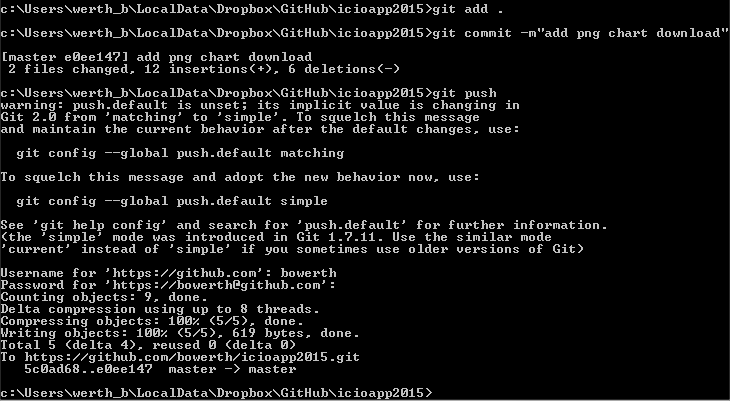 c:\Users\werth_b\LocalData\Dropbox\GitHub\icioapp2015>git add .
c:\Users\werth_b\LocalData\Dropbox\GitHub\icioapp2015>git commit -m"add png chart download"
[master e0ee147] add png chart download
2 files changed, 12 insertions(+), 6 deletions(-)
c:\Users\werth_b\LocalData\Dropbox\GitHub\icioapp2015>git push
warning: push.default is unset; its implicit value is changing in
Git 2.0 from 'matching' to 'simple'. To squelch this message
and maintain the current behavior after the default changes, use:
git config --global push.default matching
To squelch this message and adopt the new behavior now, use:
git config --global push.default simple
See 'git help config' and search for 'push.default' for further information.
(the 'simple' mode was introduced in Git 1.7.11. Use the similar mode
'current' instead of 'simple' if you sometimes use older versions of Git)
Username for 'https://github.com': bowerth
Password for 'https://bowerth@github.com':
Counting objects: 9, done.
Delta compression using up to 8 threads.
Compressing objects: 100% (5/5), done.
Writing objects: 100% (5/5), 619 bytes, done.
Total 5 (delta 4), reused 0 (delta 0)
To https://github.com/bowerth/icioapp2015.git
5c0ad68..e0ee147  master -> master
c:\Users\werth_b\LocalData\Dropbox\GitHub\icioapp2015>